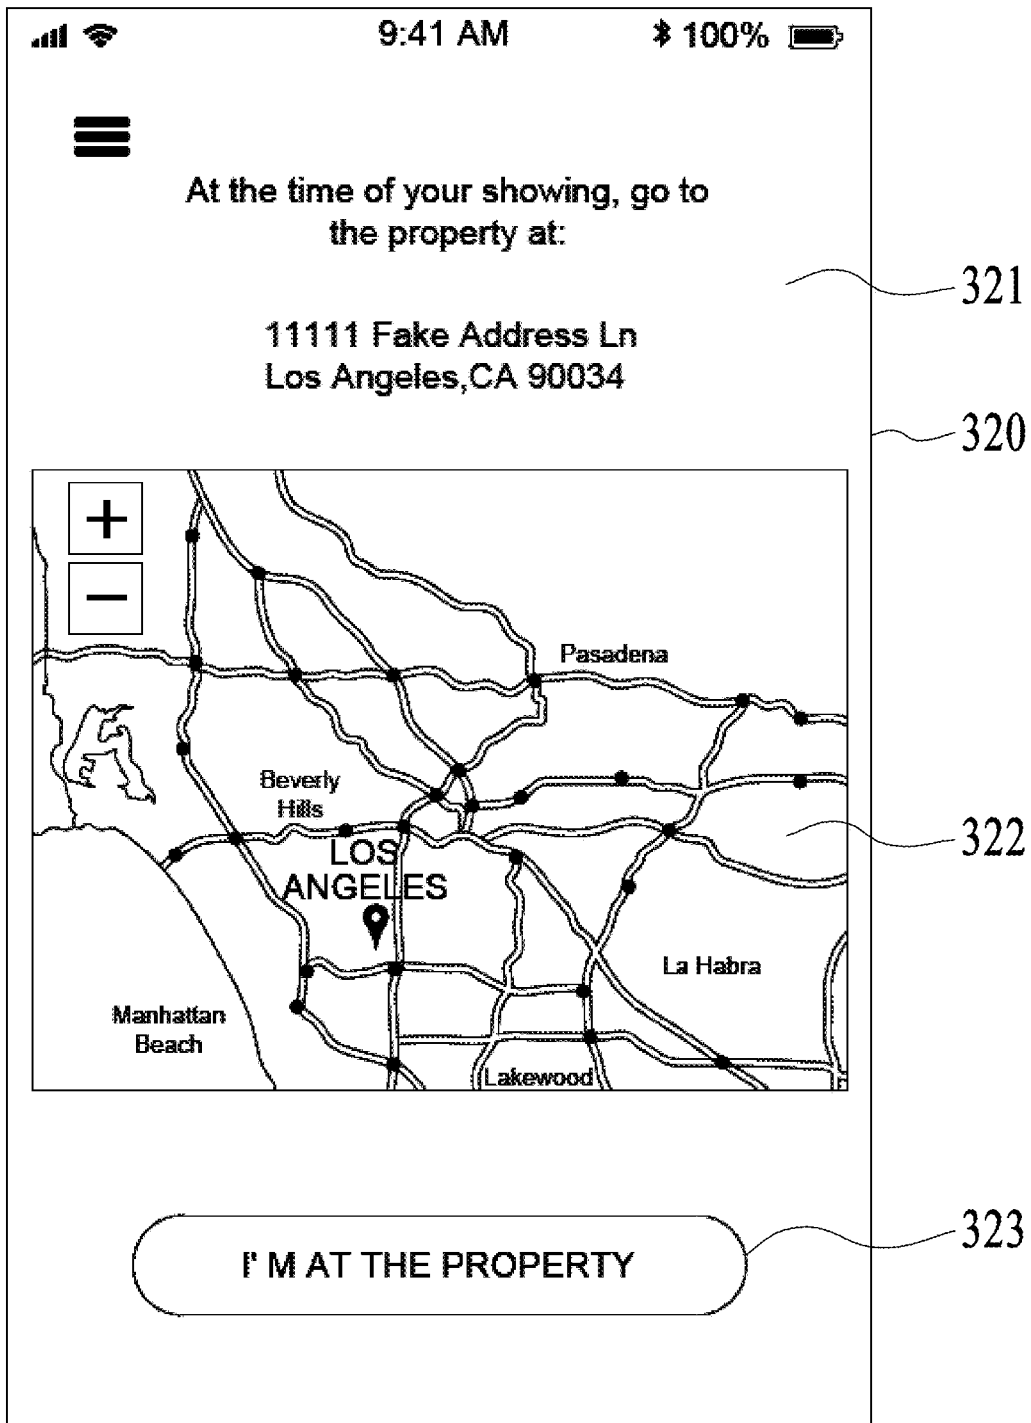 9:41 AM 100%
At the time of your showing, go to
the property at:
321
11111 Fake Address Ln
Los Angeles,CA 90034
320
+
−
Pasadena
Beverly
Hills
322
LOS
ANGELES
La Habra
Manhattan
Beach
Lakewood
323
I' M AT THE PROPERTY